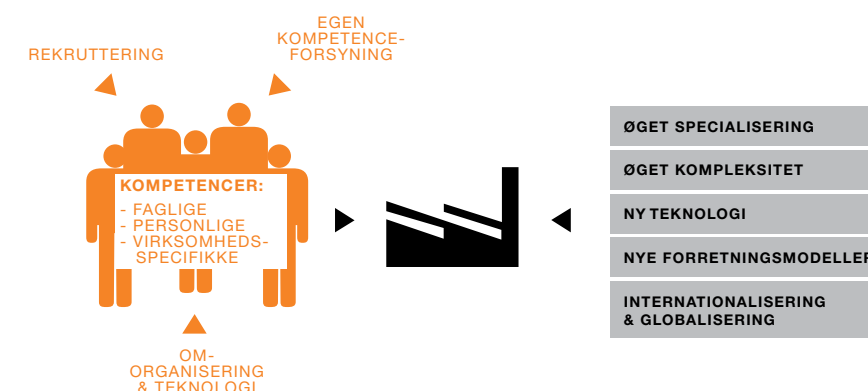 EGEN
KOMPETENCE-
FORSYNING
REKRUTTERING
KOMPETENCER:
- FAGLIGE
- PERSONLIGE
- VIRKSOMHEDS-
SPECIFIKKE
OM-
ORGANISERING
& TEKNOLOGI
ØGET SPECIALISERING
ØGET KOMPLEKSITET
NY TEKNOLOGI
NYE FORRETNINGSMODELLER
INTERNATIONALISERING
& GLOBALISERING